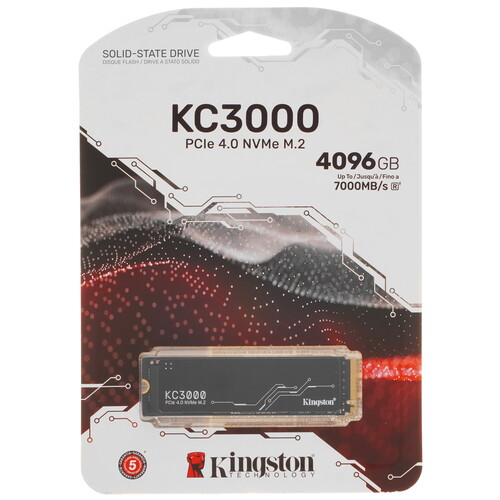 SOLID-STATE DRIVE
DISQUE FLASH / DRIVE A STATO SOLIDO
KC3000
PCIe 4.0 NVMe M.2
4096GB
Up To / Jusqu'à / Fino a
7000MB/s R
KC3000
PCIe 4.0 NVMe M.2
Kingston
5
Kingston
TECHNOLOGY